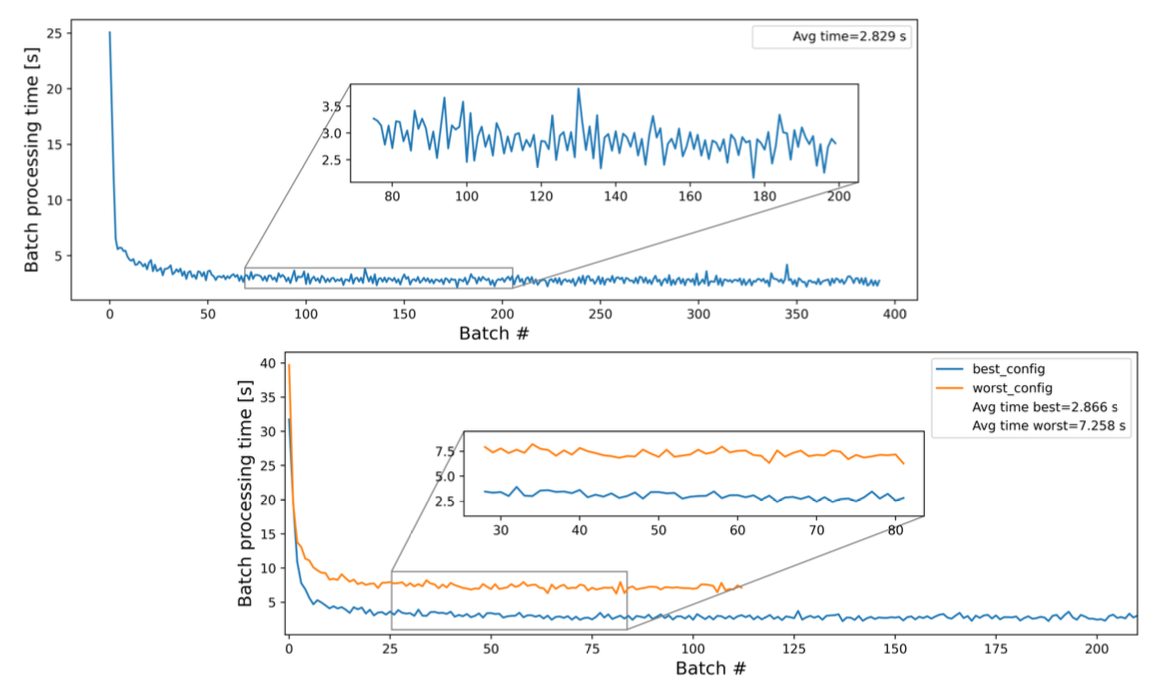 Batch processing time [s]
25
20
15
10
5
Avg time=2.829 s
3.5
3.0
2.5
80 100 120 140 160 180 200
0 50 100 150 200 250 300 350 400
Batch #
Batch processing time [s]
40
35
30
25
20
15
10
5
best_config
worst_config
Avg time best=2.866 s
Avg time worst=7.258 s
7.5
5.0
2.5
30 40 50 60 70 80
0 25 50 75 100 125 150 175 200
Batch #